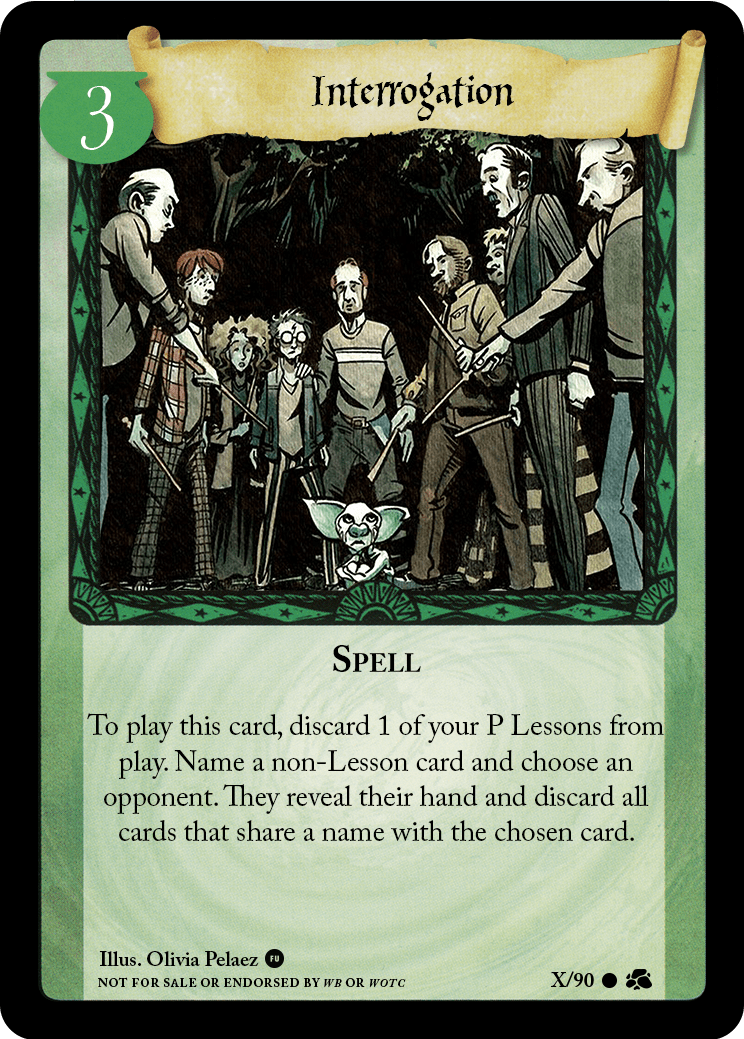 Interrogation
3
SPELL
To play this card, discard 1 of your P Lessons from
play. Name a non-Lesson card and choose an
opponent. They reveal their hand and discard all
cards that share a name with the chosen card.
Illus. Olivia Pelaez FU
NOT FOR SALE OR ENDORSED BY WB OR WOTC
X/90